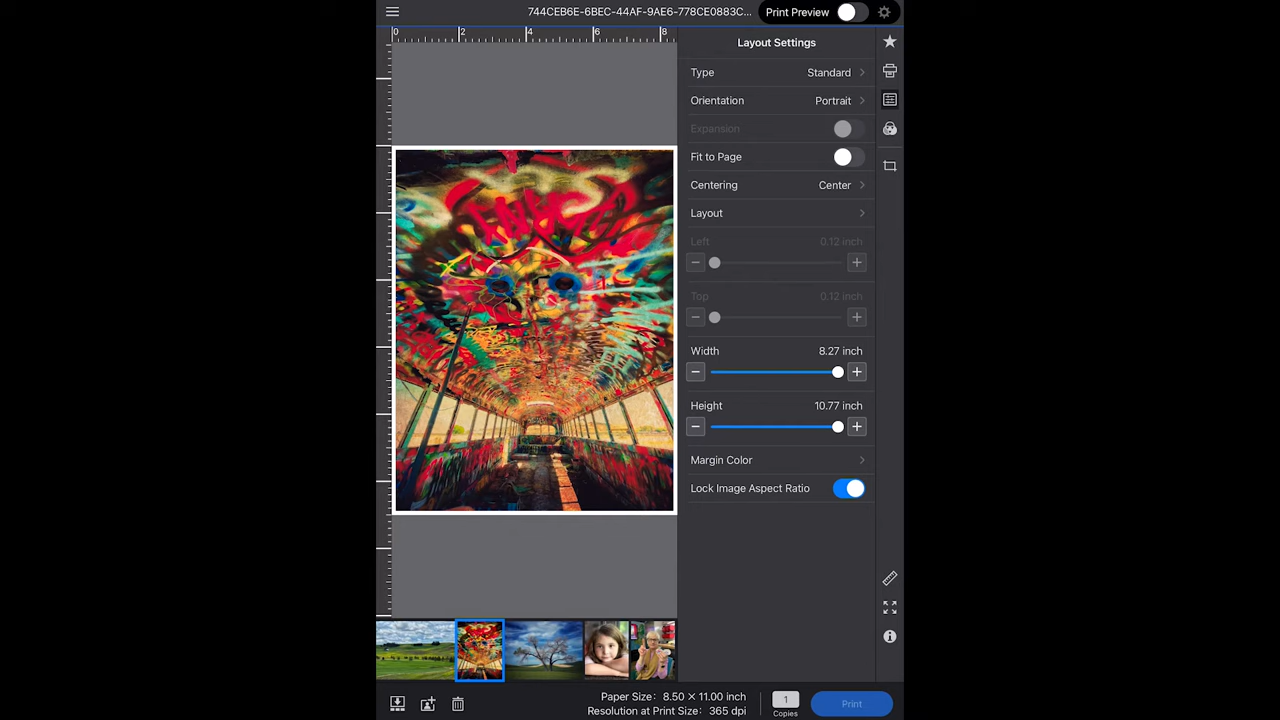 744CEB6E-6BEC-44AF-9AE6-778CE0883C...
Print Preview
0 2 4 6 8
Layout Settings
Type Standard
Orientation Portrait
Expansion
Fit to Page
Centering Center
Layout
Left 0.12 inch
Top 0.12 inch
Width 8.27 inch
Height 10.77 inch
Margin Color
Lock Image Aspect Ratio
Paper Size: 8.50 × 11.00 inch
Resolution at Print Size: 365 dpi
1
Copies
Print